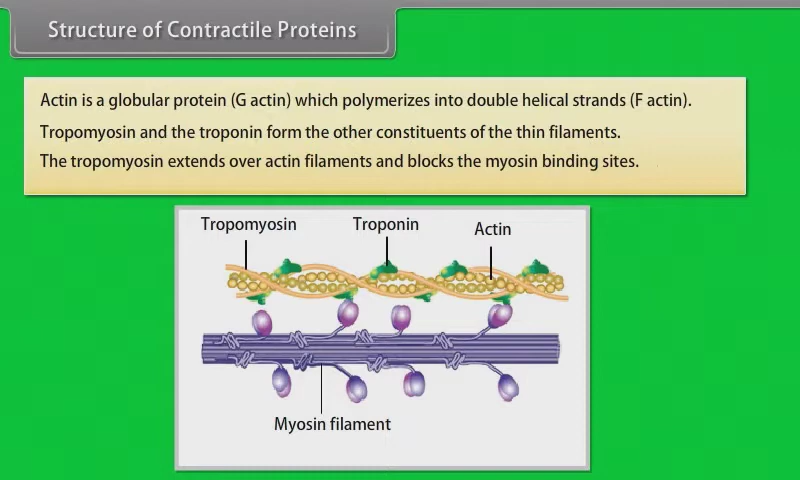 Structure of Contractile Proteins
Actin is a globular protein (G actin) which polymerizes into double helical strands (F actin).
Tropomyosin and the troponin form the other constituents of the thin filaments.
The tropomyosin extends over actin filaments and blocks the myosin binding sites.
Tropomyosin
Troponin
Actin
Myosin filament